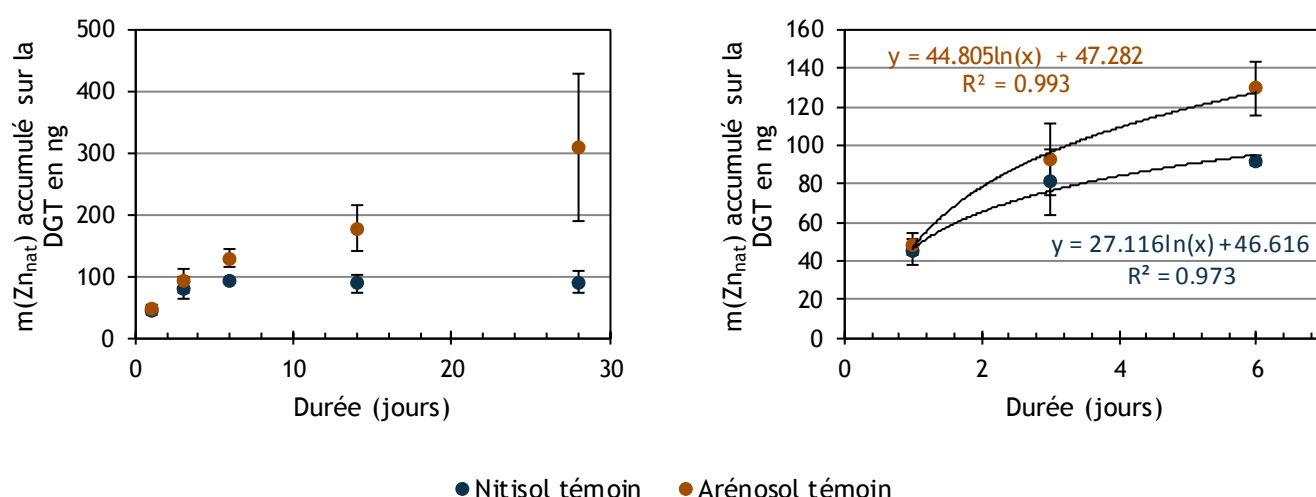 m(Zn_nat) accumulé sur la
DGT en ng
500
400
300
200
100
0
0
10
20
30
Durée (jours)
m(Zn_nat) accumulé sur la
DGT en ng
160
140
120
100
80
60
40
20
0
y = 44.805ln(x) + 47.282
R² = 0.993
y = 27.116ln(x)+46.616
R² = 0.973
0
2
4
6
Durée (jours)
Nitisol témoin
Arénosol témoin